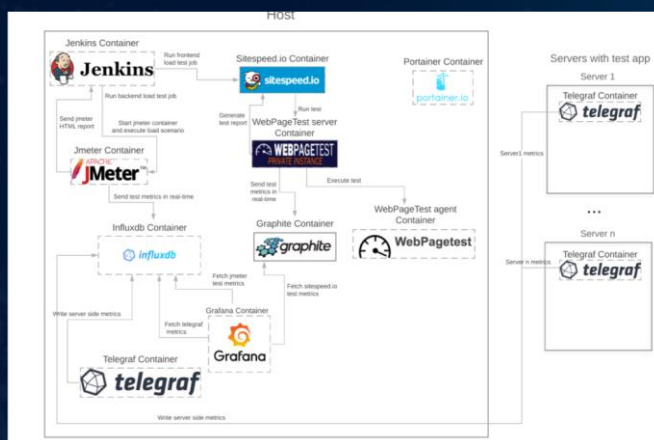 Host
Jenkins Container
Jenkins
Run frontend
load test job
Sitespeed.io Container
sitespeed.io
Portainer Container
portainer.io
Servers with test app
Server 1
Telegraf Container
telegraf
Run backend load test job
Send jmeter
HTML report
Start jmeter container
and execute load scenario
Generate
test report
Run test
WebPageTest server
Container
WEBPAGETEST
PRIVATE INSTANCE
Jmeter Container
APACHE
JMeter
Server1 metrics
Send test metrics in real-time
Send test
metrics in
real-time
Execute test
WebPageTest agent
Container
WebPagetest
...
Influxdb Container
influxdb
Graphite Container
graphite
Server n
Telegraf Container
telegraf
Server n metrics
Fetch jmeter
test metrics
Fetch sitespeed.io
test metrics
Write server side metrics
Fetch telegraf
metrics
Grafana Container
Grafana
Telegraf Container
telegraf
Write server side metrics